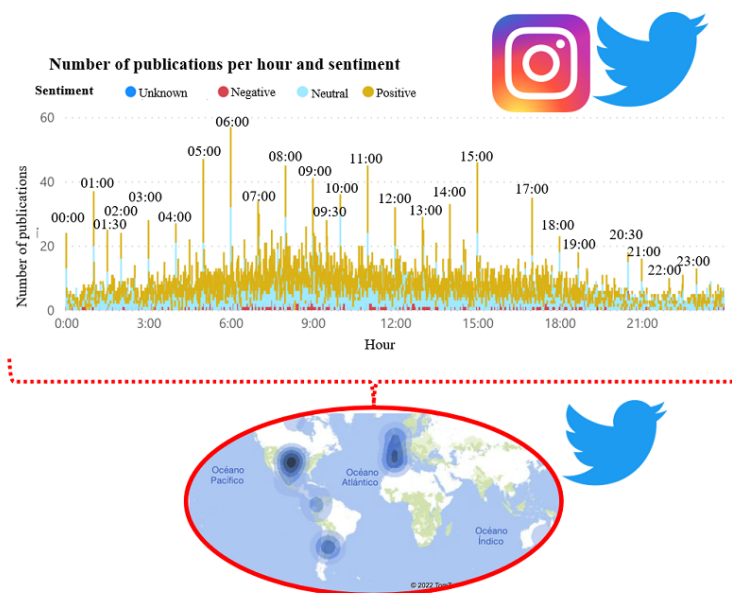 Number of publications per hour and sentiment
Sentiment Unknown Negative Neutral Positive
60
06:00
05:00 08:00 11:00 15:00
09:00
40
01:00 10:00 17:00
03:00 07:00 14:00
02:00 12:00
00:00 04:00 09:30 13:00
01:30 18:00 20:30
19:00
20 21:00 23:00
22:00
0
Number of publications
0:00 3:00 6:00 9:00 12:00 15:00 18:00 21:00
Hour
Océano
Pacífico
Océano
Atlántico
Océano
Índico
© 2022